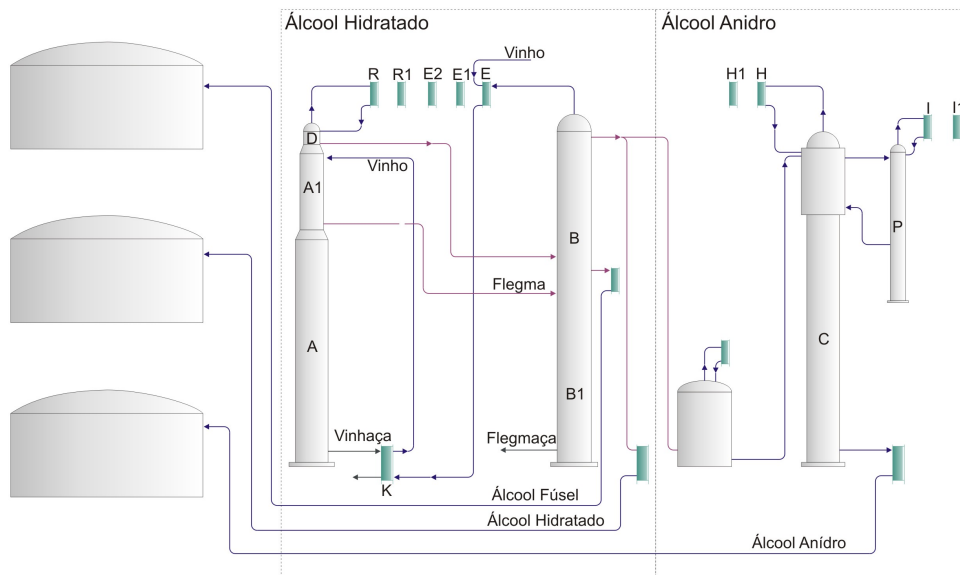 Álcool Hidratado
Álcool Anidro
Vinho
R
R1
E2
E1
E
H1
H
I
I1
D
Vinho
A1
B
P
Flegma
A
C
B1
Vinhaça
Flegmaça
K
Álcool Fúsel
Álcool Hidratado
Álcool Anídro